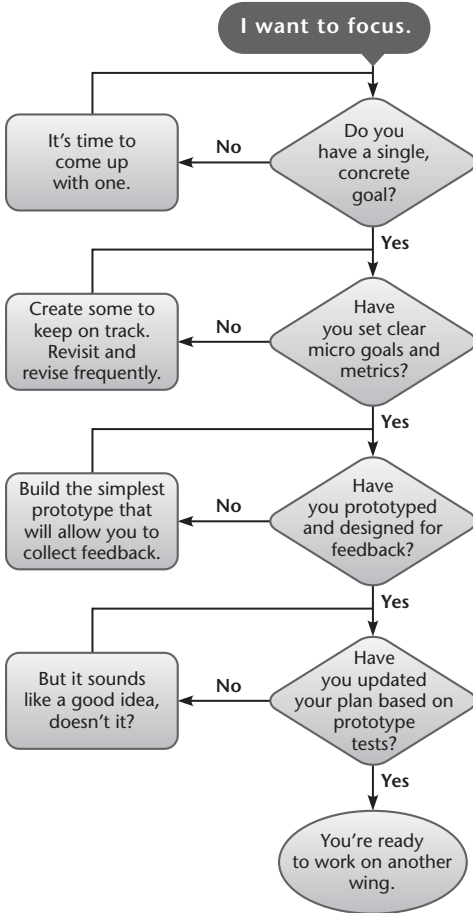 I want to focus.
Do you
have a single,
concrete
goal?
No
It's time to
come up
with one.
Yes
Have
you set clear
micro goals and
metrics?
No
Create some to
keep on track.
Revisit and
revise frequently.
Yes
Have
you prototyped
and designed for
feedback?
No
Build the simplest
prototype that
will allow you to
collect feedback.
Yes
Have
you updated
your plan based on
prototype
tests?
No
But it sounds
like a good idea,
doesn't it?
Yes
You're ready
to work on another
wing.